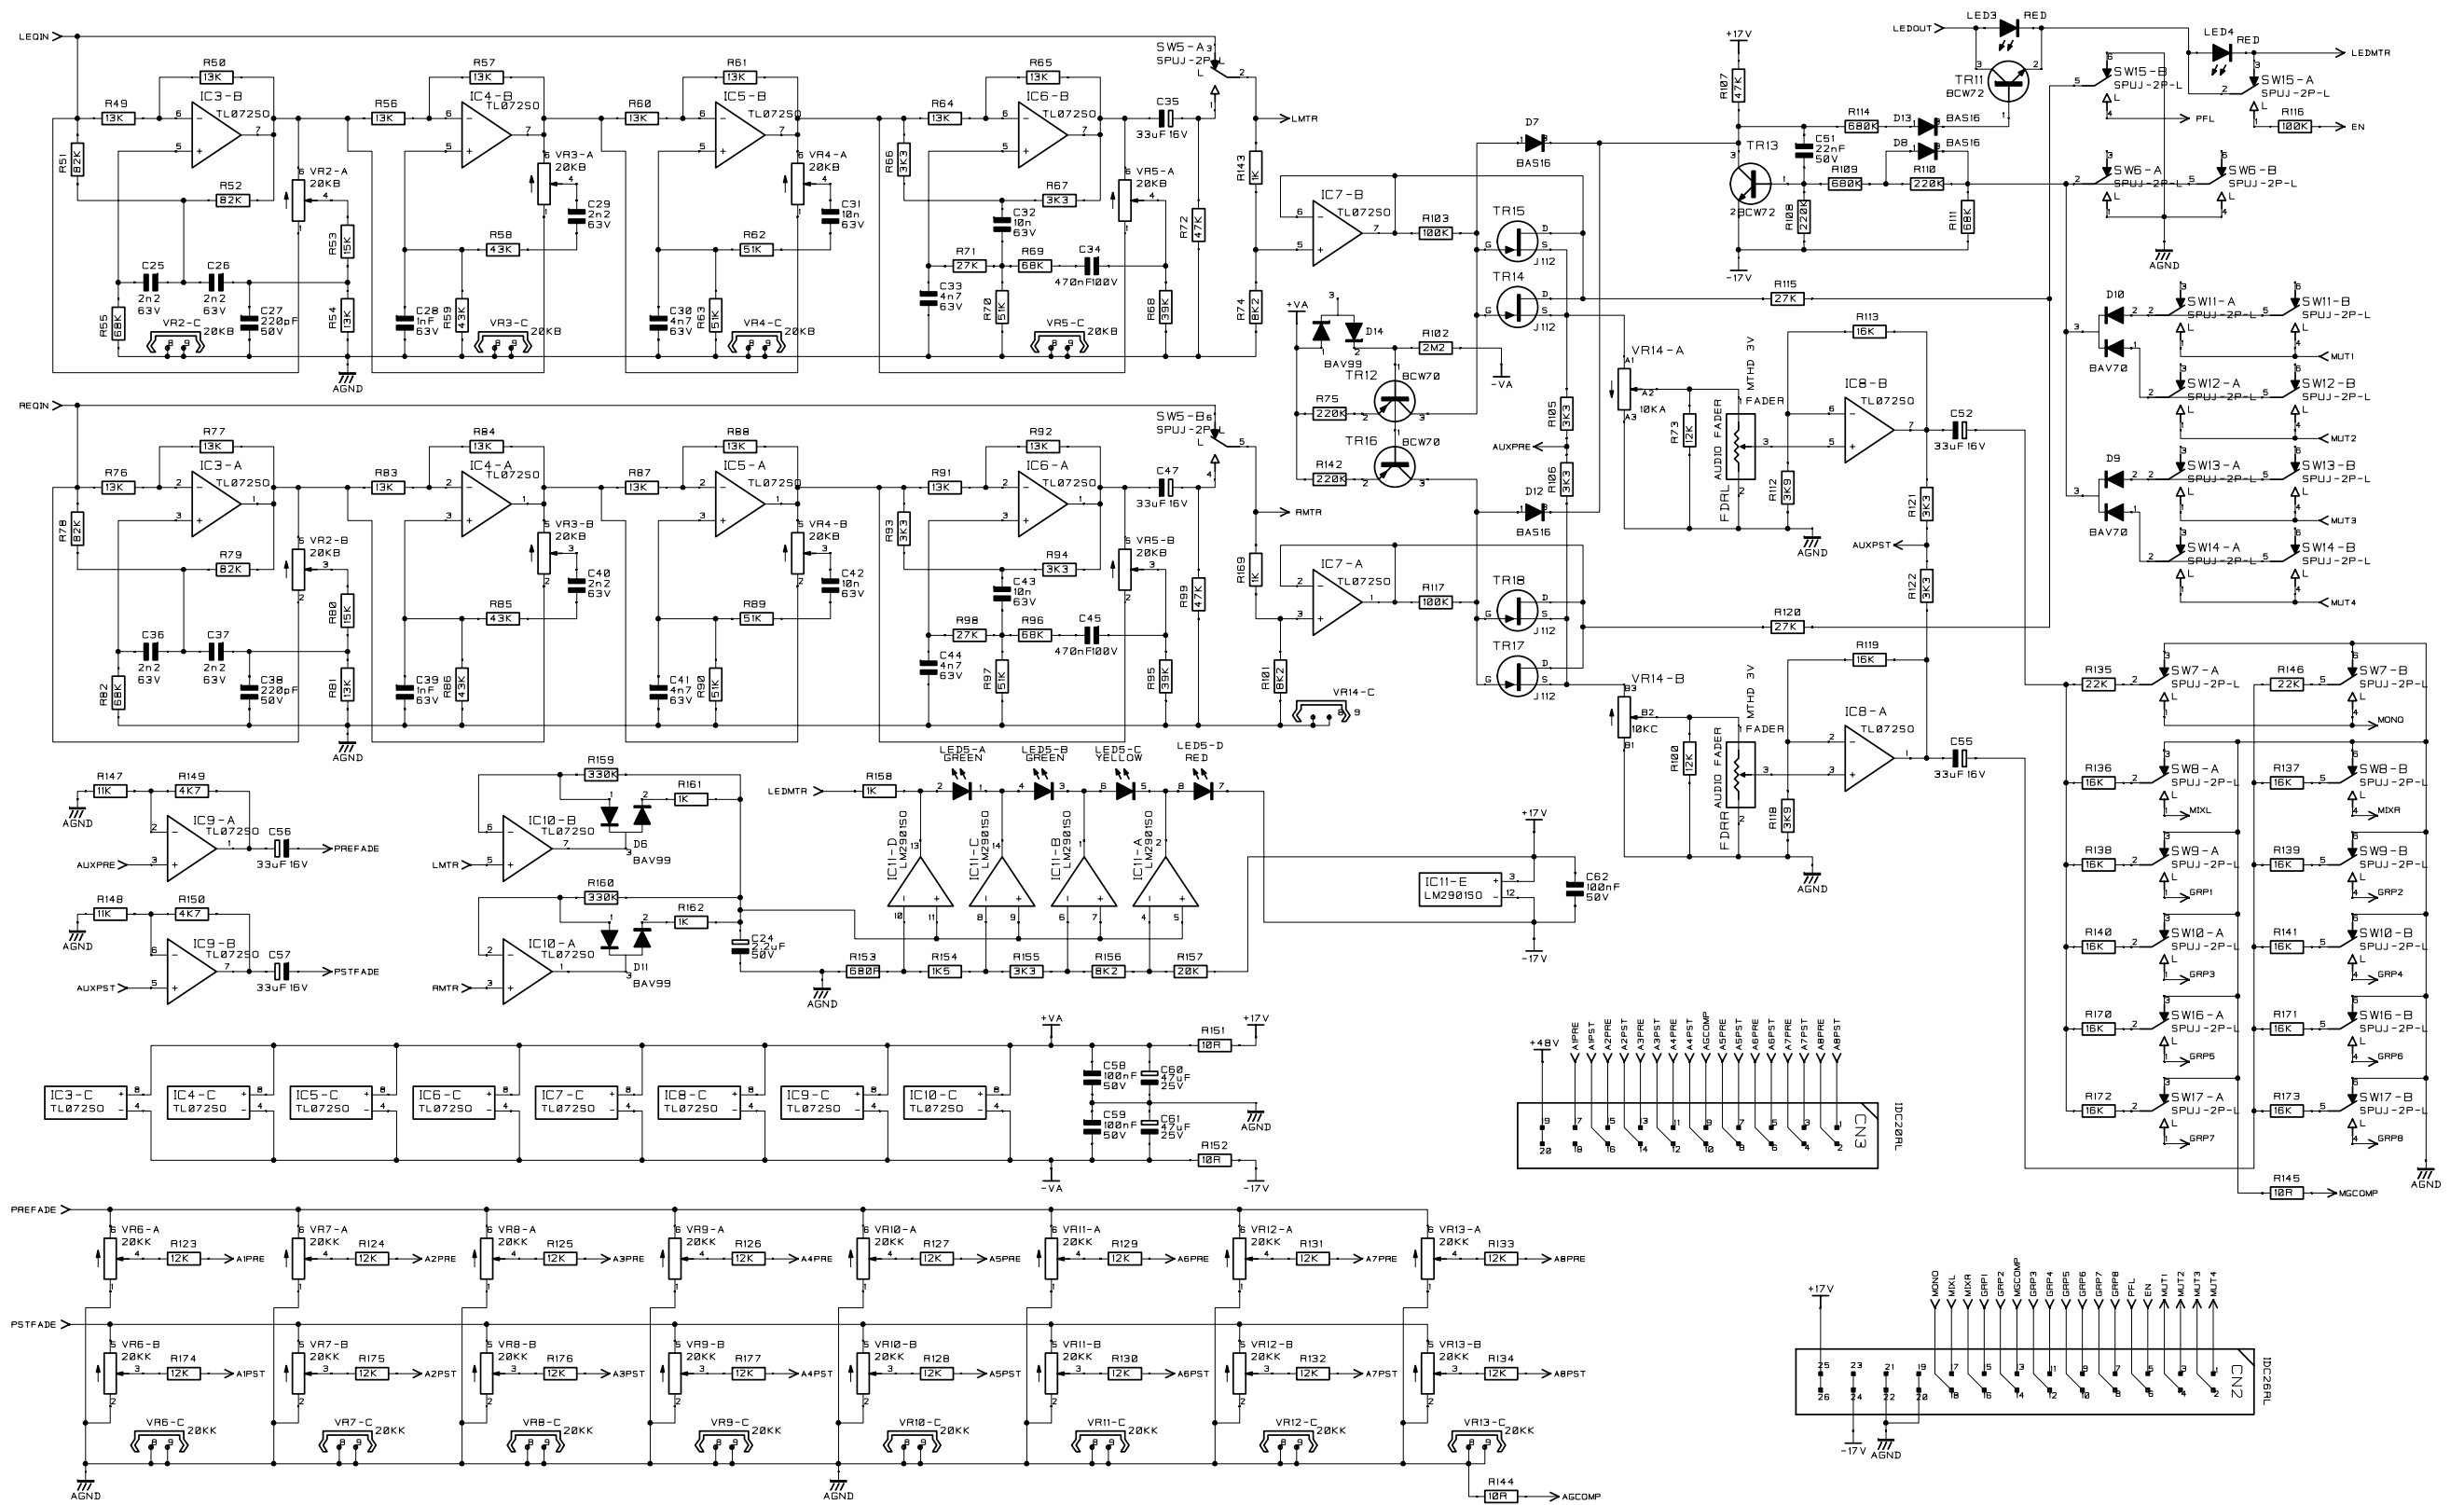 LEQIN
R49
13K
R50
13K
IC3-B
TL072SO
R51
82K
R52
82K
VR2-A
20KB
R53
15K
C25
2n2
63V
C26
2n2
63V
C27
220pF
50V
R54
13K
R55
68K
VR2-C
20KB
AGND
R56
13K
R57
13K
IC4-B
TL072SO
VR3-A
20KB
C29
2n2
63V
R58
43K
C28
1nF
63V
R59
43K
VR3-C
20KB
R60
13K
R61
13K
IC5-B
TL072SO
VR4-A
20KB
C31
10n
63V
R62
51K
C30
4n7
63V
R63
51K
VR4-C
20KB
R64
13K
R65
13K
IC6-B
TL072SO
R66
3K3
R67
3K3
VR5-A
20KB
C32
10n
63V
R71
27K
R69
68K
C34
470nF100V
C33
4n7
63V
R70
51K
R68
39K
VR5-C
20KB
C35
33uF 16V
R72
47K
SW5-A
SPUJ-2P-L
LMTR
R143
1K
R74
8K2
REQIN
R76
13K
R77
13K
IC3-A
TL072SO
R78
82K
R79
82K
VR2-B
20KB
R80
15K
C36
2n2
63V
C37
2n2
63V
C38
220pF
50V
R81
13K
R82
68K
AGND
R83
13K
R84
13K
IC4-A
TL072SO
VR3-B
20KB
C40
2n2
63V
R85
43K
C39
1nF
63V
R86
43K
R87
13K
R88
13K
IC5-A
TL072SO
VR4-B
20KB
C42
10n
63V
R89
51K
C41
4n7
63V
R90
51K
R91
13K
R92
13K
IC6-A
TL072SO
R93
3K3
R94
3K3
VR5-B
20KB
C43
10n
63V
R98
27K
R96
68K
C45
470nF100V
C44
4n7
63V
R97
51K
R95
39K
C47
33uF 16V
R99
47K
SW5-B
SPUJ-2P-L
RMTR
R169
1K
R101
8K2
VR14-C
IC7-B
TL072SO
R103
100K
D7
BAS16
TR15
J112
TR14
J112
+VA
D14
BAV99
R102
2M2
-VA
TR12
BCW70
R75
220K
TR16
BCW70
R142
220K
D12
BAS16
IC7-A
TL072SO
R117
100K
TR18
J112
TR17
J112
R105
3K3
AUXPRE
R106
3K3
VR14-A
10KA
R73
12K
MTHD 3V
FADER
AUDIO FADER
FDRL
R113
16K
IC8-B
TL072SO
R112
3K9
AGND
C52
33uF 16V
R121
3K3
AUXPST
R122
3K3
R115
27K
R120
27K
VR14-B
10KC
R100
12K
MTHD 3V
FADER
AUDIO FADER
FDRR
R119
16K
IC8-A
TL072SO
R118
3K9
AGND
C55
33uF 16V
+17V
R107
47K
TR13
BCW72
-17V
C51
22nF
50V
R114
680K
D13
BAS16
D8
BAS16
R109
680K
R110
220K
R108
220K
R111
68K
LEDOUT
LED3
RED
TR11
BCW72
LED4
RED
LEDMTR
SW15-B
SPUJ-2P-L
PFL
SW15-A
SPUJ-2P-L
R116
100K
EN
SW6-A
SPUJ-2P-L
SW6-B
SPUJ-2P-L
AGND
D10
BAV70
SW11-A
SPUJ-2P-L
SW11-B
SPUJ-2P-L
MUT1
SW12-A
SPUJ-2P-L
SW12-B
SPUJ-2P-L
MUT2
D9
BAV70
SW13-A
SPUJ-2P-L
SW13-B
SPUJ-2P-L
MUT3
SW14-A
SPUJ-2P-L
SW14-B
SPUJ-2P-L
MUT4
R135
22K
SW7-A
SPUJ-2P-L
R146
22K
SW7-B
SPUJ-2P-L
MONO
R136
16K
SW8-A
SPUJ-2P-L
MIXL
R137
16K
SW8-B
SPUJ-2P-L
MIXR
R138
16K
SW9-A
SPUJ-2P-L
GRP1
R139
16K
SW9-B
SPUJ-2P-L
GRP2
R140
16K
SW10-A
SPUJ-2P-L
GRP3
R141
16K
SW10-B
SPUJ-2P-L
GRP4
R170
16K
SW16-A
SPUJ-2P-L
GRP5
R171
16K
SW16-B
SPUJ-2P-L
GRP6
R172
16K
SW17-A
SPUJ-2P-L
GRP7
R173
16K
SW17-B
SPUJ-2P-L
GRP8
AGND
R145
10R
MGCOMP
R147
11K
R149
4K7
AGND
IC9-A
TL072SO
AUXPRE
C56
33uF 16V
PREFADE
R148
11K
R150
4K7
AGND
IC9-B
TL072SO
AUXPST
C57
33uF 16V
PSTFADE
R159
330K
R161
1K
IC10-B
TL072SO
D6
BAV99
LMTR
R160
330K
R162
1K
IC10-A
TL072SO
D11
BAV99
RMTR
C24
2.2uF
50V
LEDMTR
R158
1K
LED5-A
GREEN
LED5-B
GREEN
LED5-C
YELLOW
LED5-D
RED
IC11-D
LM2901SO
IC11-C
LM2901SO
IC11-B
LM2901SO
IC11-A
LM2901SO
AGND
R153
680R
R154
1K5
R155
3K3
R156
8K2
R157
20K
+17V
IC11-E
LM2901SO
C62
100nF
50V
-17V
IC3-C
TL072SO
IC4-C
TL072SO
IC5-C
TL072SO
IC6-C
TL072SO
IC7-C
TL072SO
IC8-C
TL072SO
IC9-C
TL072SO
IC10-C
TL072SO
+VA
-VA
C58
100nF
50V
C59
100nF
50V
C60
47uF
25V
C61
47uF
25V
R151
10R
+17V
AGND
R152
10R
-17V
+48V
A1PRE
A1PST
A2PRE
A2PST
A3PRE
A3PST
A4PRE
A4PST
AGCOMP
A5PRE
A5PST
A6PRE
A6PST
A7PRE
A7PST
A8PRE
A8PST
CN3
IDC20RL
PREFADE
VR6-A
20KK
R123
12K
A1PRE
VR7-A
20KK
R124
12K
A2PRE
VR8-A
20KK
R125
12K
A3PRE
VR9-A
20KK
R126
12K
A4PRE
VR10-A
20KK
R127
12K
A5PRE
VR11-A
20KK
R129
12K
A6PRE
VR12-A
20KK
R131
12K
A7PRE
VR13-A
20KK
R133
12K
A8PRE
PSTFADE
VR6-B
20KK
R174
12K
A1PST
VR7-B
20KK
R175
12K
A2PST
VR8-B
20KK
R176
12K
A3PST
VR9-B
20KK
R177
12K
A4PST
VR10-B
20KK
R128
12K
A5PST
VR11-B
20KK
R130
12K
A6PST
VR12-B
20KK
R132
12K
A7PST
VR13-B
20KK
R134
12K
A8PST
VR6-C
20KK
VR7-C
20KK
VR8-C
20KK
VR9-C
20KK
VR10-C
20KK
VR11-C
20KK
VR12-C
20KK
VR13-C
20KK
AGND
AGND
R144
10R
AGCOMP
+17V
-17V
AGND
MONO
MIXL
MIXR
GRP1
GRP2
MGCOMP
GRP3
GRP4
GRP5
GRP6
GRP7
GRP8
PFL
EN
MUT1
MUT2
MUT3
MUT4
CN2
IDC26RL